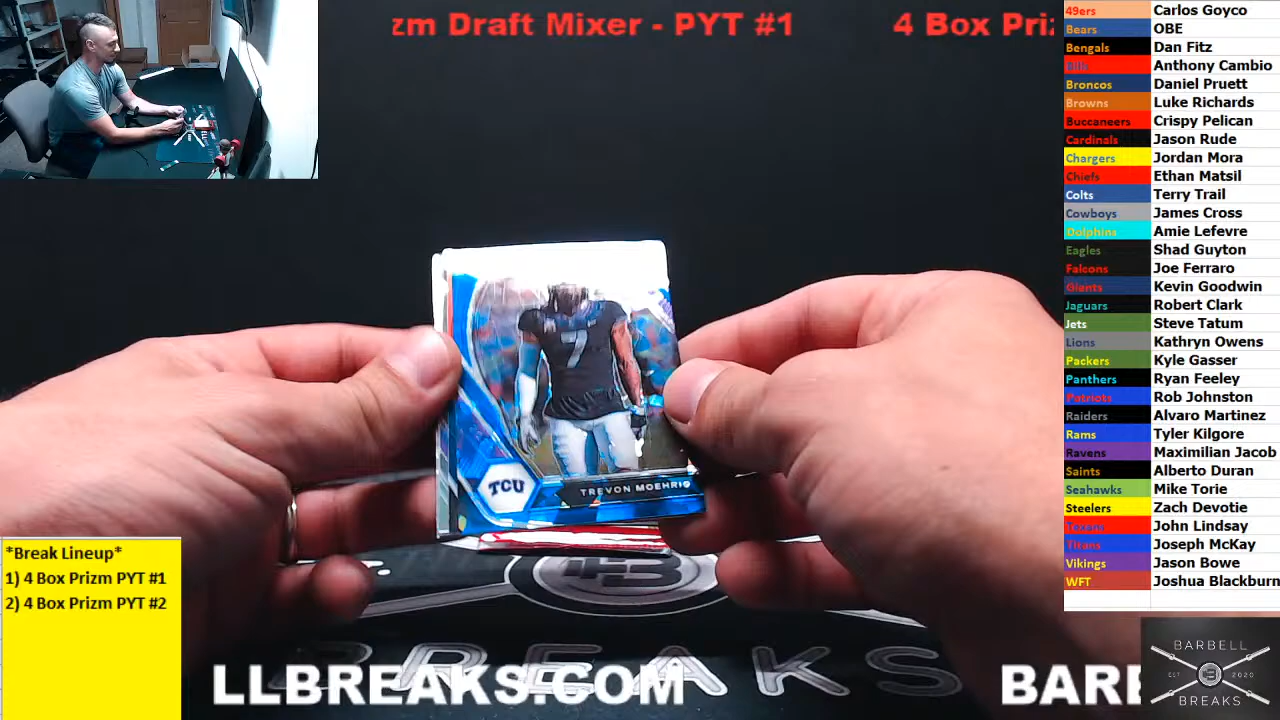 zm Draft Mixer - PYT #1 4 Box Pri
49ers Carlos Goyco
Bears OBE
Bengals Dan Fitz
Bills Anthony Cambio
Broncos Daniel Pruett
Browns Luke Richards
Buccaneers Crispy Pelican
Cardinals Jason Rude
Chargers Jordan Mora
Chiefs Ethan Matsil
Colts Terry Trail
Cowboys James Cross
Dolphins Amie Lefevre
Eagles Shad Guyton
Falcons Joe Ferraro
Giants Kevin Goodwin
Jaguars Robert Clark
Jets Steve Tatum
Lions Kathryn Owens
Packers Kyle Gasser
Panthers Ryan Feeley
Patriots Rob Johnston
Raiders Alvaro Martinez
Rams Tyler Kilgore
Ravens Maximilian Jacob
Saints Alberto Duran
Seahawks Mike Torie
Steelers Zach Devotie
Texans John Lindsay
Titans Joseph McKay
Vikings Jason Bowe
WFT Joshua Blackburn
7
TCU
TREVON MOEHRIG
*Break Lineup*
1) 4 Box Prizm PYT #1
2) 4 Box Prizm PYT #2
BREAKS
LLBREAKS.COM BARB
BARBELL
EST 2020
BREAKS